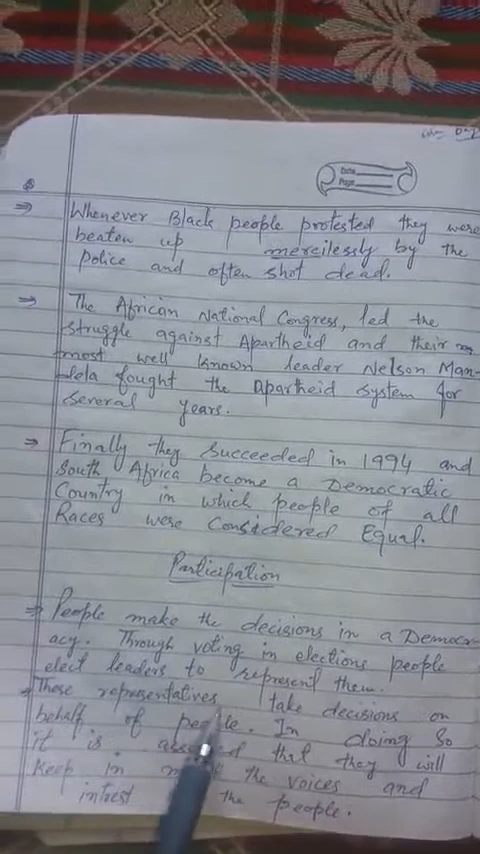 Date
Page
⇒ Whenever Black people protested they were
beaten up mercilessly by the
police and often shot dead.
⇒ The African National Congress, led the
struggle against Apartheid and their
most well known leader Nelson Man-
dela fought the apartheid system for
several years.
⇒ Finally they succeeded in 1994 and
South Africa become a Democratic
Country in which people of all
Races were Considered Equal.
Participation
⇒ People make the decisions in a Democr-
acy. Through voting in elections people
elect leaders to represent them.
⇒ These representatives take decisions on
behalf of people. In doing so
it is that they will
Keep in the voices and
intrest the people.